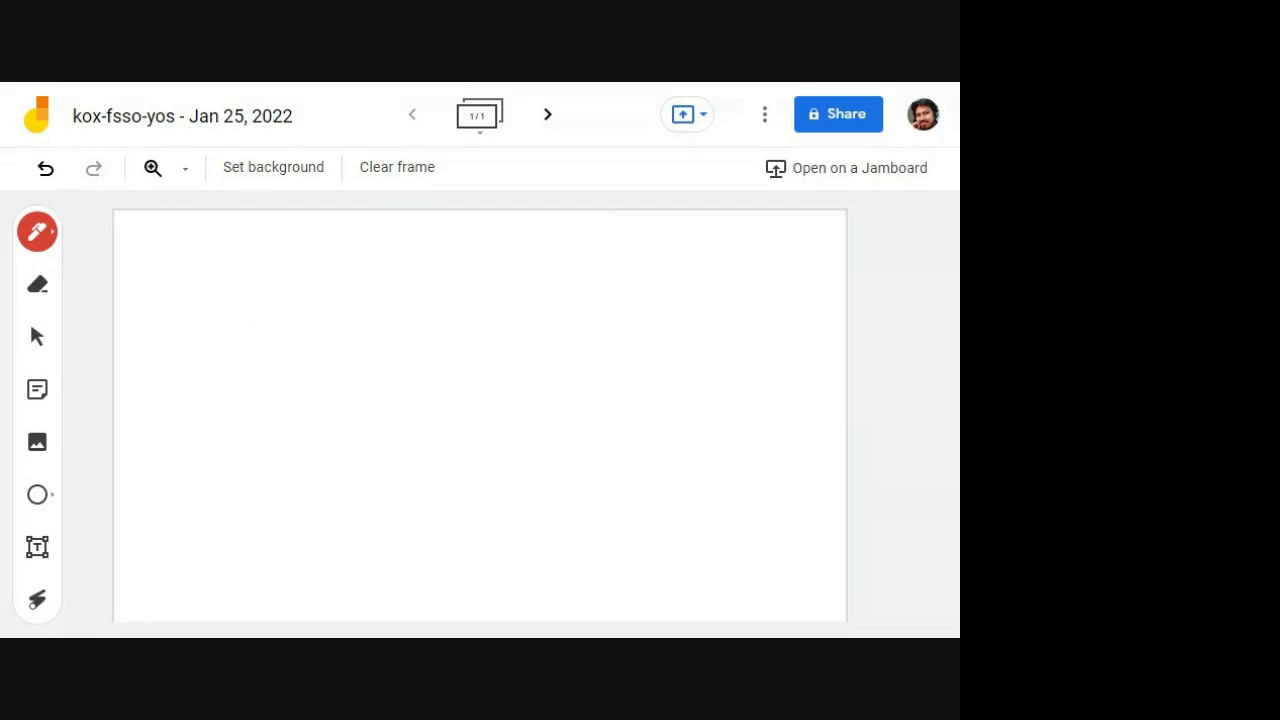 kox-fsso-yos - Jan 25, 2022
1/1
Share
Set background
Clear frame
Open on a Jamboard